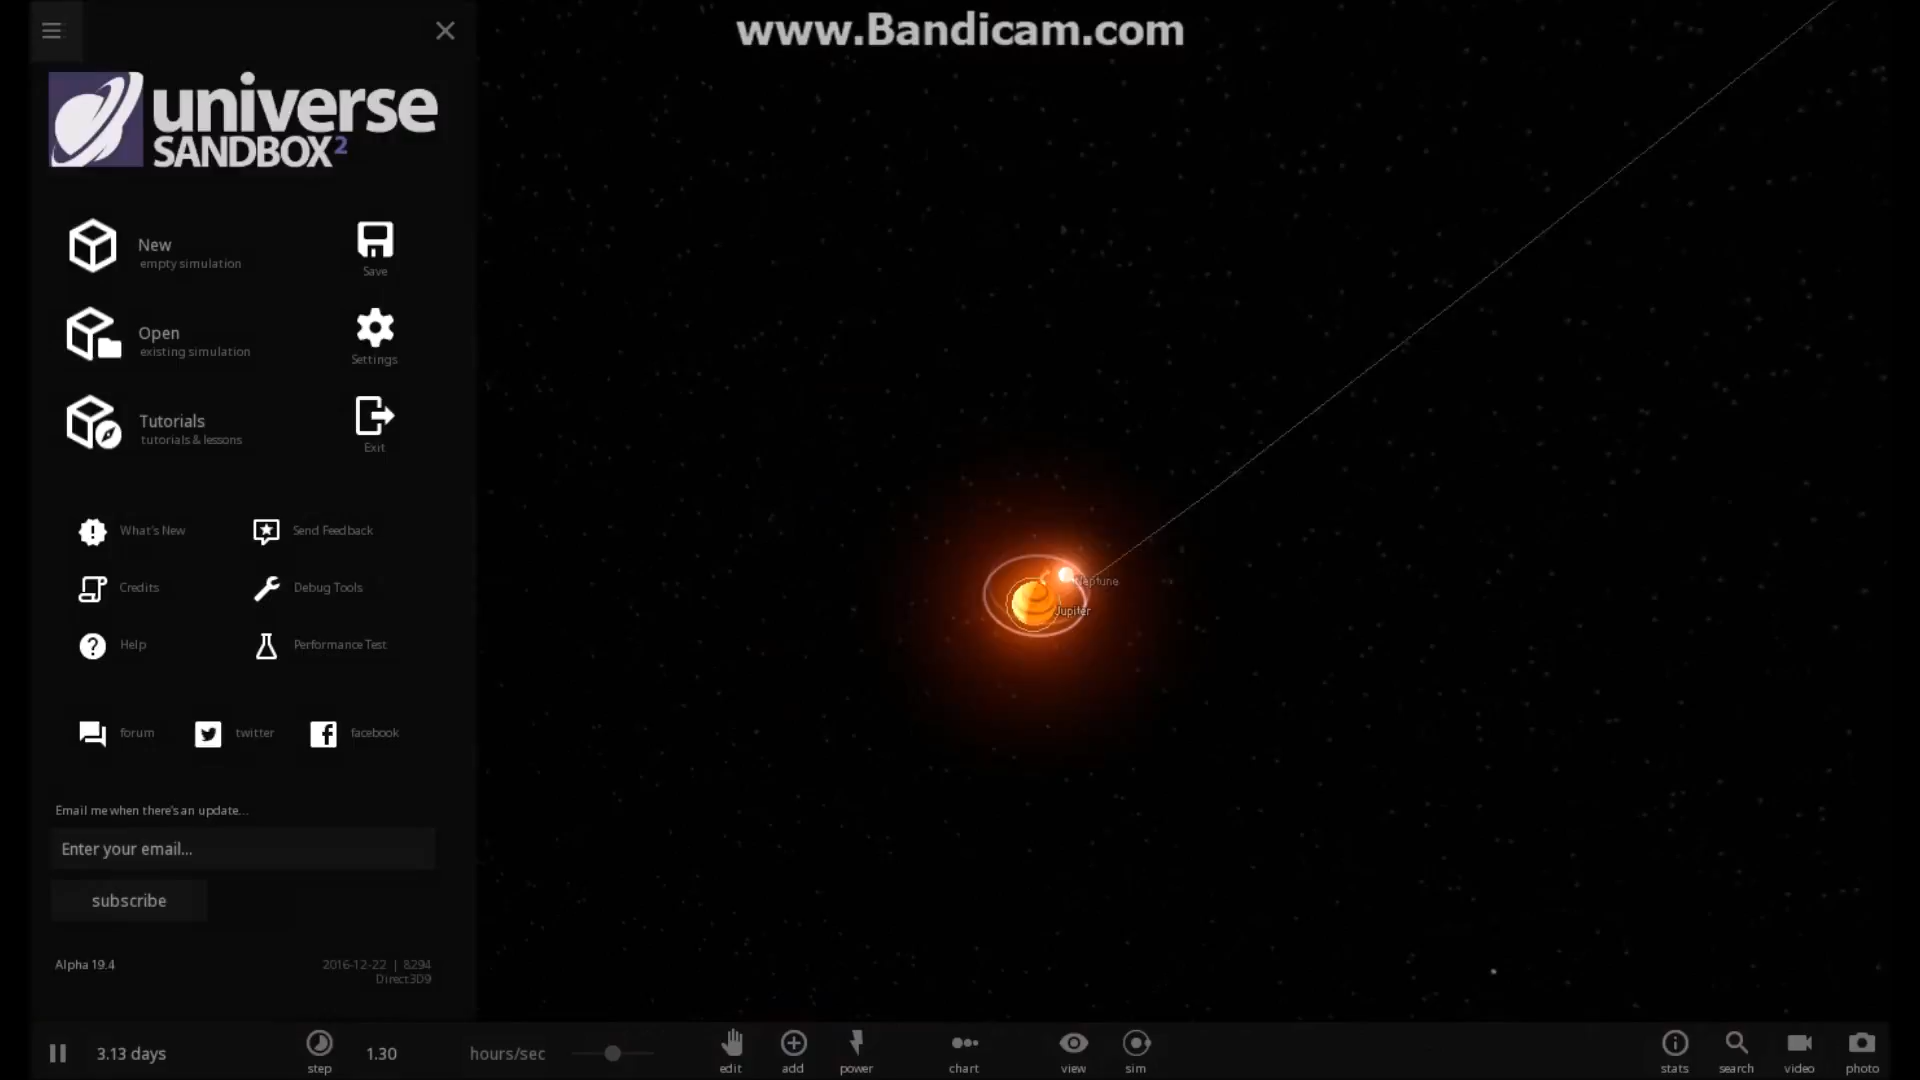 www.Bandicam.com
universe
SANDBOX²
New
empty simulation
Save
Open
existing simulation
Settings
Tutorials
tutorials & lessons
Exit
What's New
Send Feedback
Credits
Debug Tools
Help
Performance Test
forum
twitter
facebook
Email me when there's an update...
Enter your email...
subscribe
Alpha 19.4
2016-12-22 | 8294
Direct3D9
Neptune
Jupiter
3.13 days
step
1.30
hours/sec
edit
add
power
chart
view
sim
stats
search
video
photo